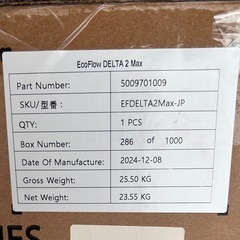 EcoFlow DELTA 2 Max
Part Number: 5009701009
SKU/型番: EFDELTA2Max-JP
QTY: 1 PCS
Box Number: 286 of 1000
Date Of Manufacture: 2024-12-08
Gross Weight: 25.50 KG
Net Weight: 23.55 KG